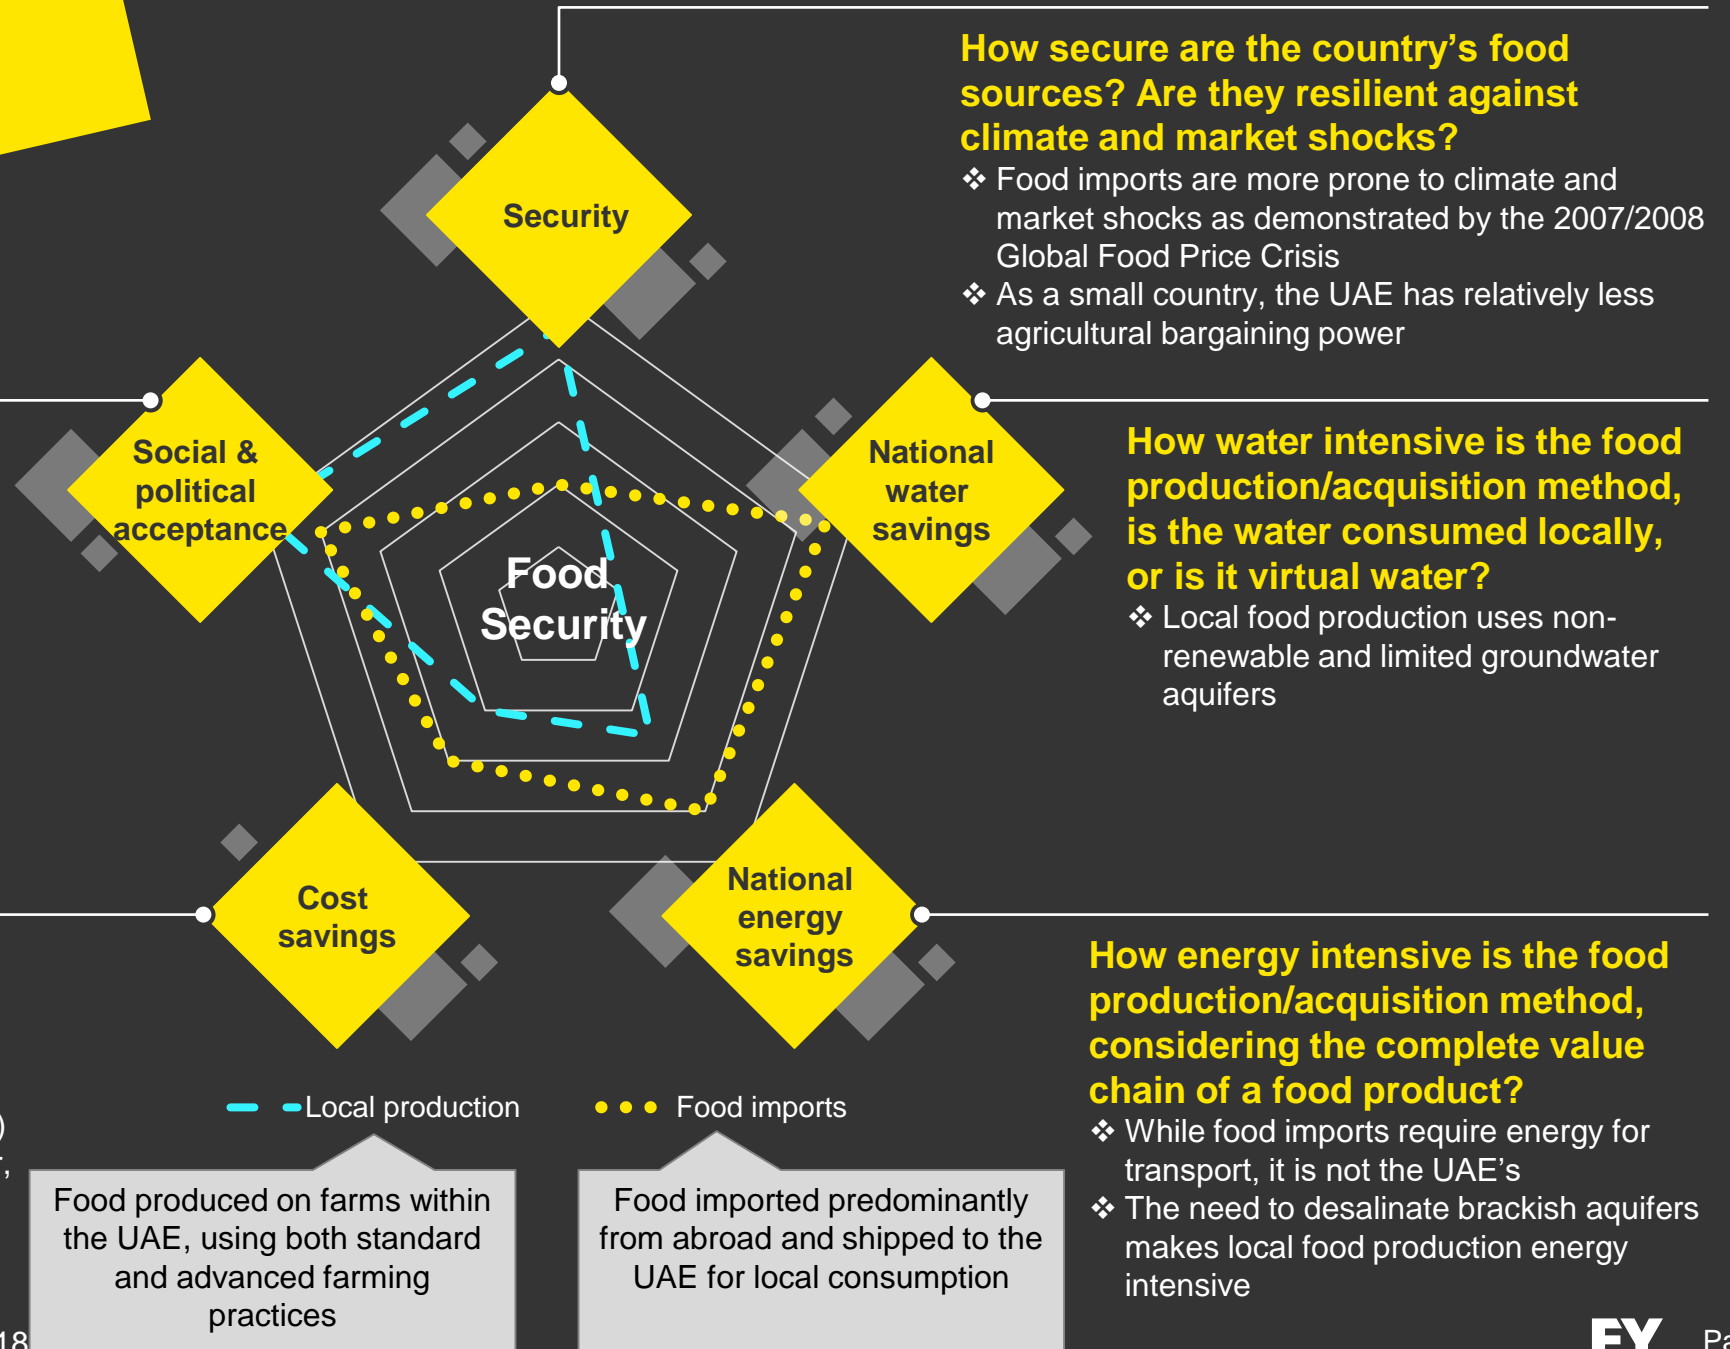 How secure are the country’s food
sources? Are they resilient against
climate and market shocks?
❖ Food imports are more prone to climate and
market shocks as demonstrated by the 2007/2008
Global Food Price Crisis
❖ As a small country, the UAE has relatively less
agricultural bargaining power
Security
Social &
political
acceptance
National
water
savings
How water intensive is the food
production/acquisition method,
is the water consumed locally,
or is it virtual water?
❖ Local food production uses non-
renewable and limited groundwater
aquifers
Food
Security
Cost
savings
National
energy
savings
How energy intensive is the food
production/acquisition method,
considering the complete value
chain of a food product?
❖ While food imports require energy for
transport, it is not the UAE’s
❖ The need to desalinate brackish aquifers
makes local food production energy
intensive
Local production
Food imports
)
,
Food produced on farms within
the UAE, using both standard
and advanced farming
practices
Food imported predominantly
from abroad and shipped to the
UAE for local consumption
18
EY
Pa